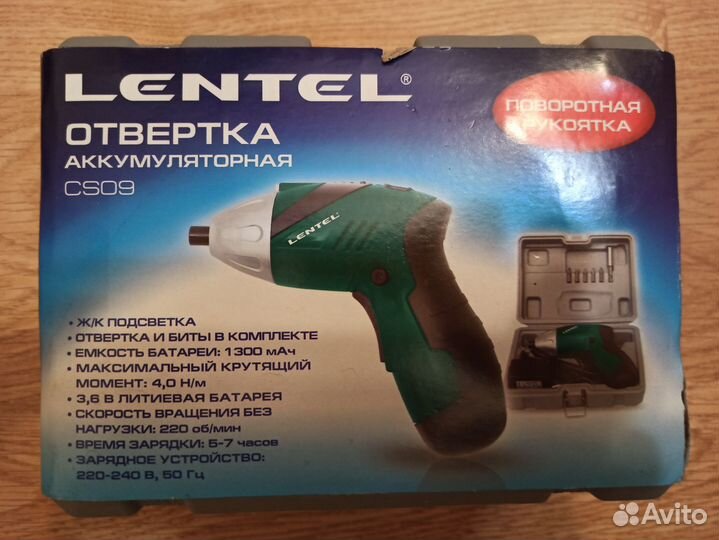 LENTEL®
ОТВЕРТКА
АККУМУЛЯТОРНАЯ
CS09
ПОВОРОТНАЯ
РУКОЯТКА
LENTEL
• Ж/К ПОДСВЕТКА
• ОТВЕРТКА И БИТЫ В КОМПЛЕКТЕ
• ЕМКОСТЬ БАТАРЕИ: 1300 мАч
• МАКСИМАЛЬНЫЙ КРУТЯЩИЙ
МОМЕНТ: 4,0 Н/м
• 3,6 В ЛИТИЕВАЯ БАТАРЕЯ
• СКОРОСТЬ ВРАЩЕНИЯ БЕЗ
НАГРУЗКИ: 220 об/мин
• ВРЕМЯ ЗАРЯДКИ: 5-7 часов
• ЗАРЯДНОЕ УСТРОЙСТВО:
220-240 В, 50 Гц
Avito